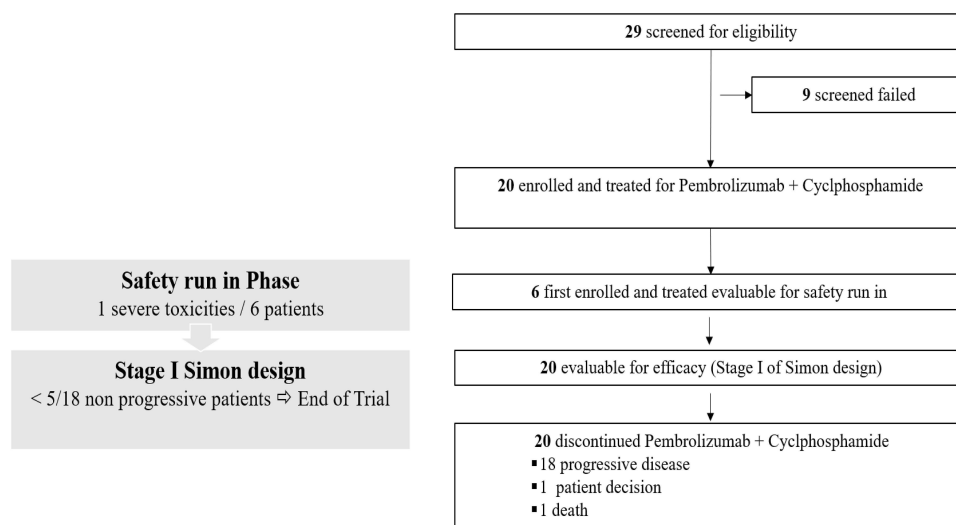 29 screened for eligibility
9 screened failed
20 enrolled and treated for Pembrolizumab + Cyclphosphamide
6 first enrolled and treated evaluable for safety run in
20 evaluable for efficacy (Stage I of Simon design)
20 discontinued Pembrolizumab + Cyclphosphamide
▪18 progressive disease
▪1 patient decision
▪1 death
Safety run in Phase
1 severe toxicities / 6 patients
Stage I Simon design
< 5/18 non progressive patients ⇨ End of Trial